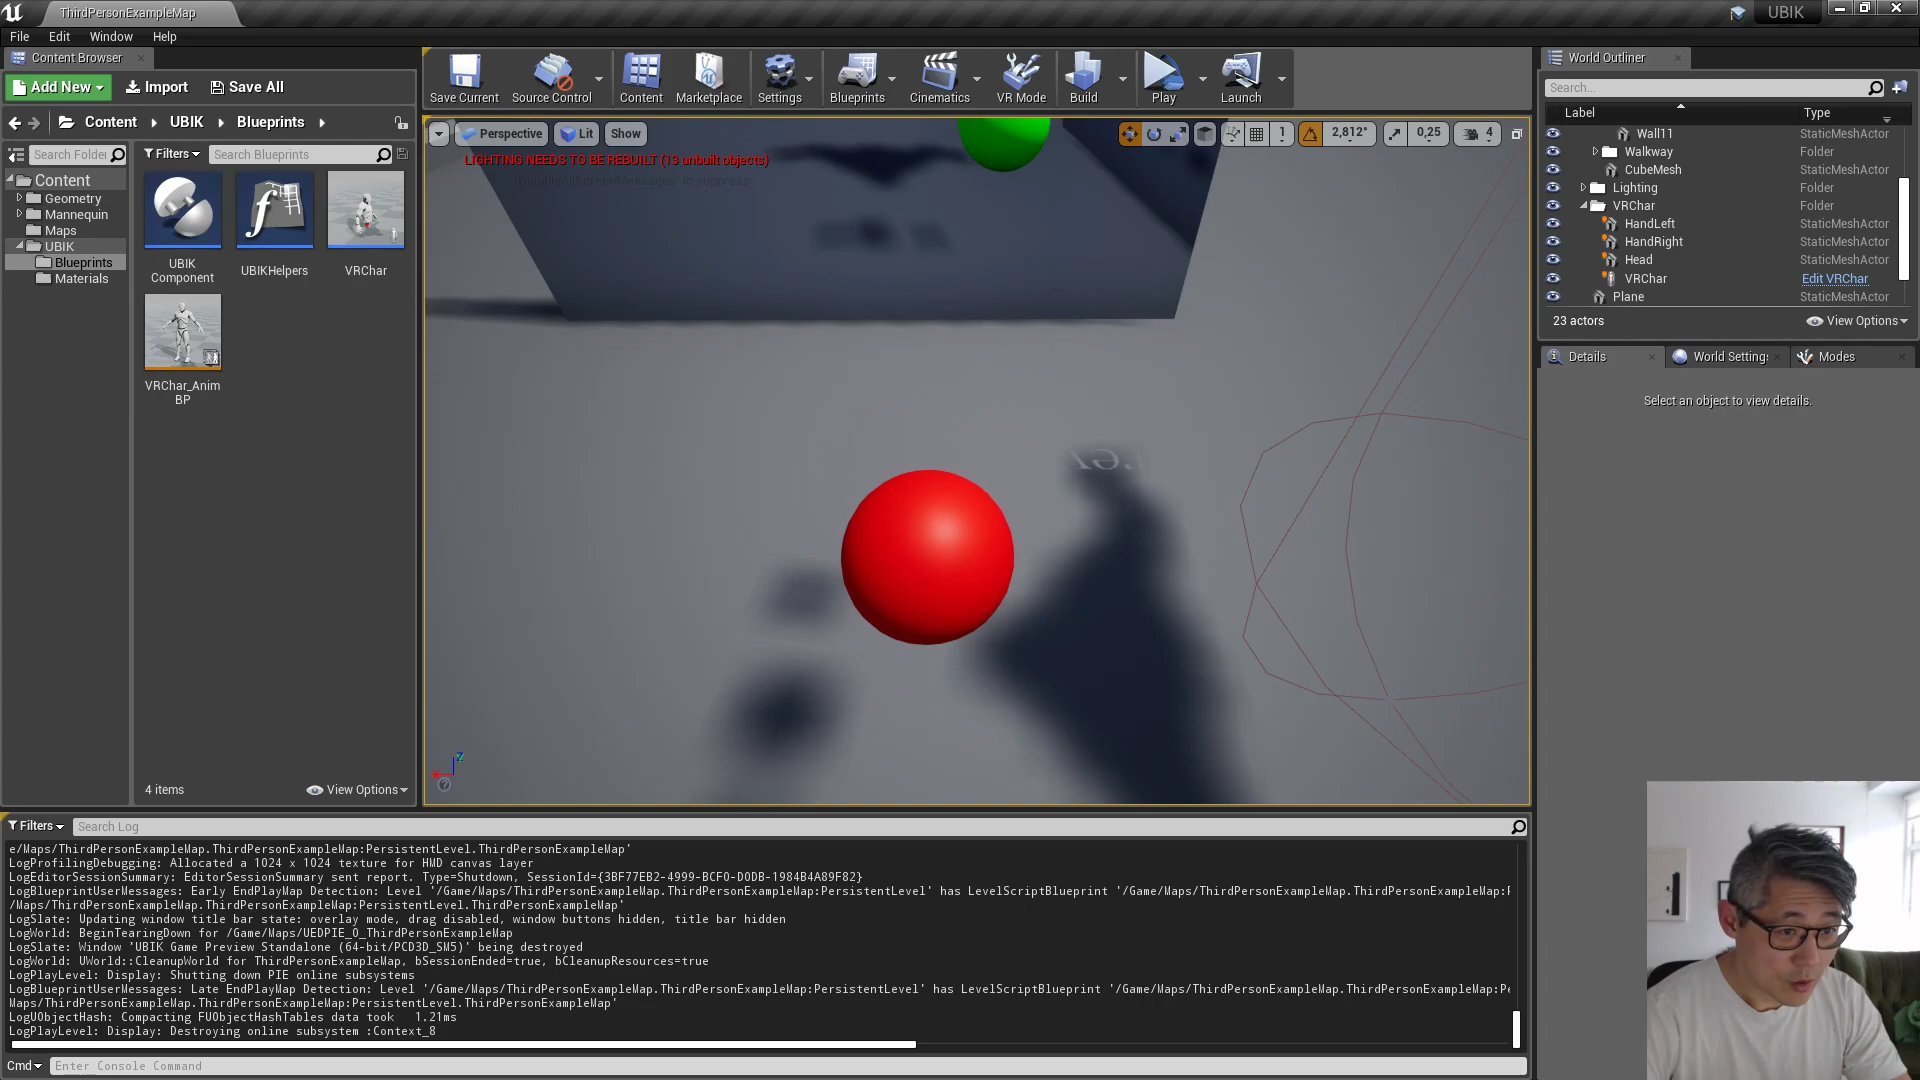 ThirdPersonExampleMap
UBIK
File Edit Window Help
Content Browser
Add New Import Save All
Content UBIK Blueprints
Search Folder
Filters Search Blueprints
Content
Geometry
Mannequin
Maps
UBIK
Blueprints
Materials
UBIK Component
UBIKHelpers
VRChar
VRChar_Anim BP
4 items View Options
Save Current Source Control Content Marketplace Settings Blueprints Cinematics VR Mode Build Play Launch
Perspective Lit Show
1 2,812° 0,25 4
LIGHTING NEEDS TO BE REBUILT (13 unbuilt objects)
'DisableAllScreenMessages' to suppress
z
x
World Outliner
Search...
Label Type
Wall11 StaticMeshActor
Walkway Folder
CubeMesh StaticMeshActor
Lighting Folder
VRChar Folder
HandLeft StaticMeshActor
HandRight StaticMeshActor
Head StaticMeshActor
VRChar Edit VRChar
Plane StaticMeshActor
23 actors View Options
Details World Setting Modes
Select an object to view details.
Filters Search Log
e/Maps/ThirdPersonExampleMap.ThirdPersonExampleMap:PersistentLevel.ThirdPersonExampleMap'
LogProfilingDebugging: Allocated a 1024 x 1024 texture for HMD canvas layer
LogEditorSessionSummary: EditorSessionSummary sent report. Type=Shutdown, SessionId={3BF77EB2-4999-BCF0-D0DB-1984B4A89F82}
LogBlueprintUserMessages: Early EndPlayMap Detection: Level '/Game/Maps/ThirdPersonExampleMap.ThirdPersonExampleMap:PersistentLevel' has LevelScriptBlueprint '/Game/Maps/ThirdPersonExampleMap.ThirdPersonExampleMap:P
/Maps/ThirdPersonExampleMap.ThirdPersonExampleMap:PersistentLevel.ThirdPersonExampleMap'
LogSlate: Updating window title bar state: overlay mode, drag disabled, window buttons hidden, title bar hidden
LogWorld: BeginTearingDown for /Game/Maps/UEDPIE_0_ThirdPersonExampleMap
LogSlate: Window 'UBIK Game Preview Standalone (64-bit/PCD3D_SM5)' being destroyed
LogWorld: UWorld::CleanupWorld for ThirdPersonExampleMap, bSessionEnded=true, bCleanupResources=true
LogPlayLevel: Display: Shutting down PIE online subsystems
LogBlueprintUserMessages: Late EndPlayMap Detection: Level '/Game/Maps/ThirdPersonExampleMap.ThirdPersonExampleMap:PersistentLevel' has LevelScriptBlueprint '/Game/Maps/ThirdPersonExampleMap.ThirdPersonExampleMap:Pe
Maps/ThirdPersonExampleMap.ThirdPersonExampleMap:PersistentLevel.ThirdPersonExampleMap'
LogUObjectHash: Compacting FUObjectHashTables data took 1.21ms
LogPlayLevel: Display: Destroying online subsystem :Context_8
Cmd Enter Console Command